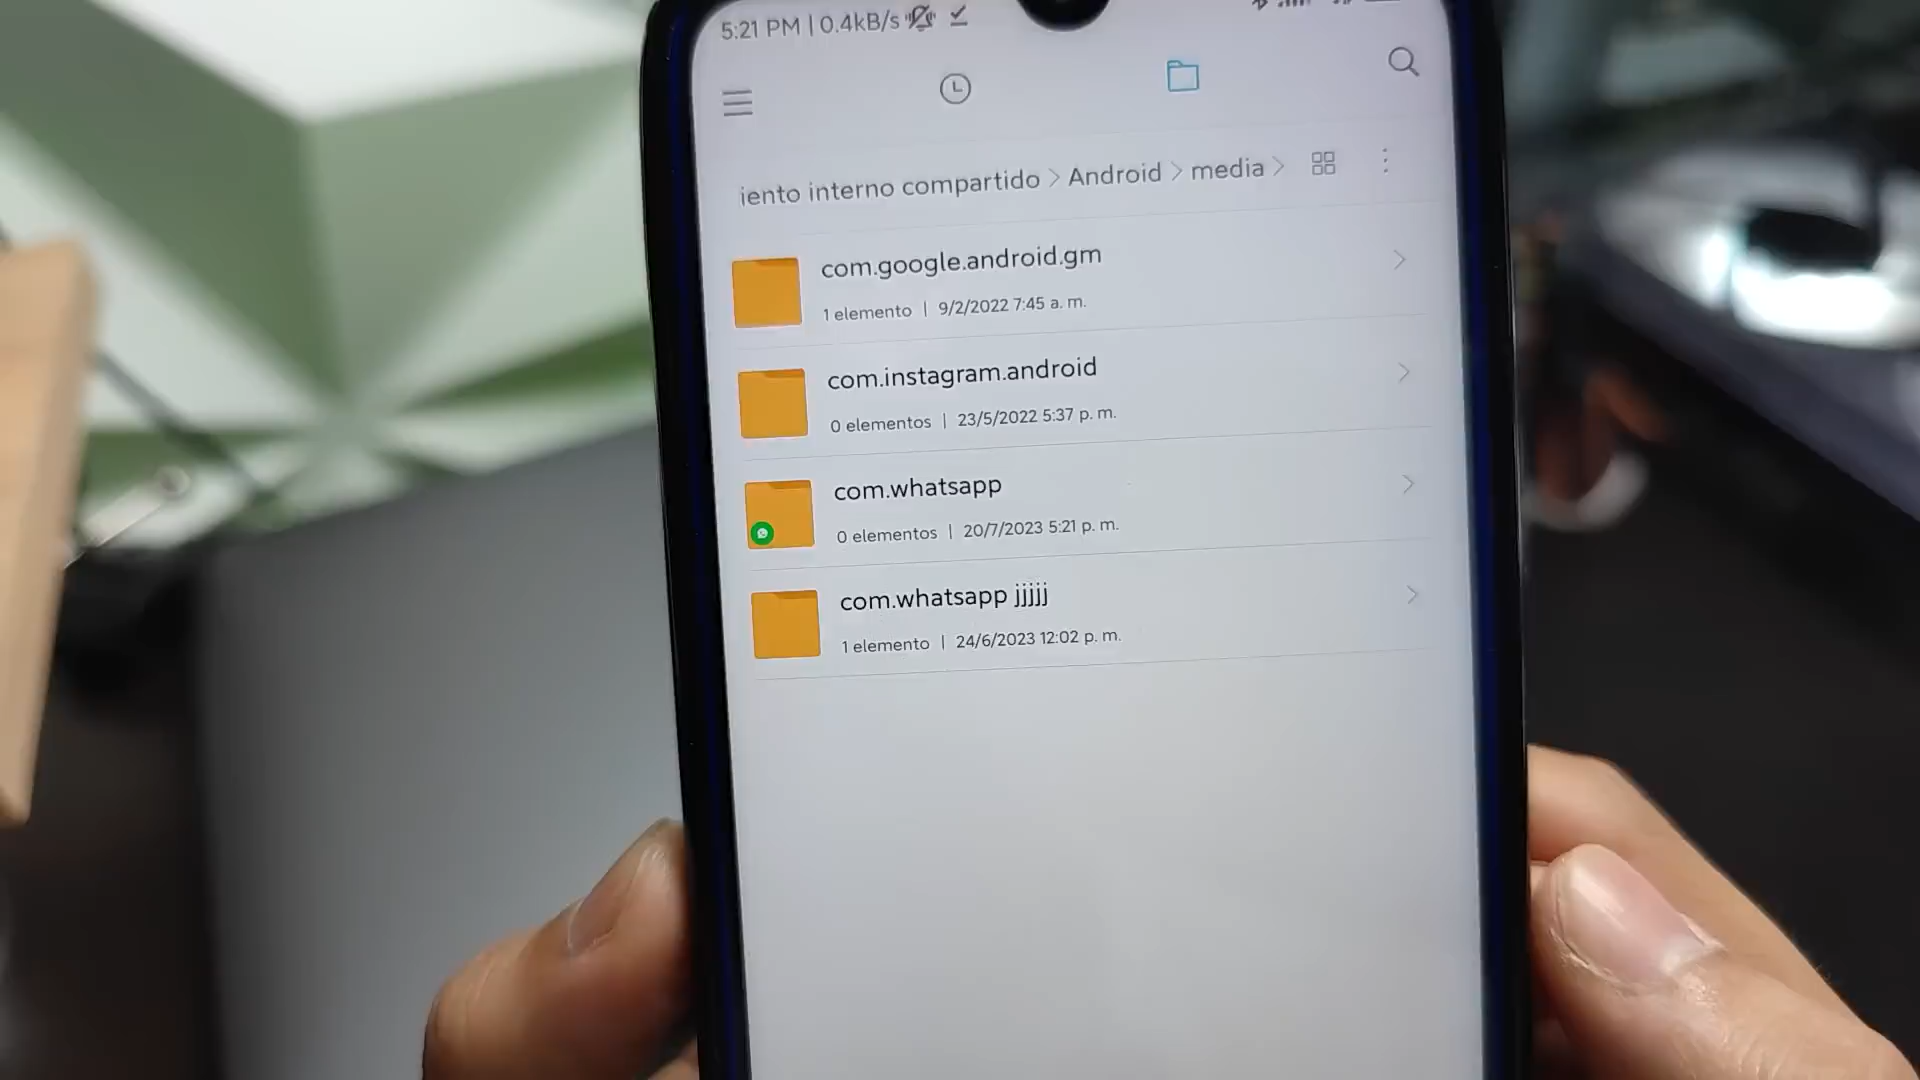 5:21 PM | 0.4kB/s
iento interno compartido > Android > media >
com.google.android.gm
1 elemento | 9/2/2022 7:45 a. m.
com.instagram.android
0 elementos | 23/5/2022 5:37 p. m.
com.whatsapp
0 elementos | 20/7/2023 5:21 p. m.
com.whatsapp jjjjj
1 elemento | 24/6/2023 12:02 p. m.